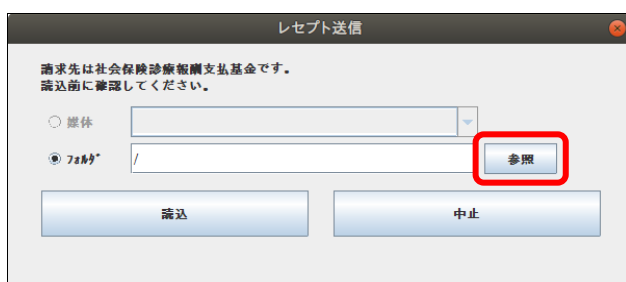 レセプト送信
請求先は社会保険診療報酬支払基金です。
読込前に確認してください。
媒体
ﾌｫﾙﾀﾞ
/
参照
読込
中止